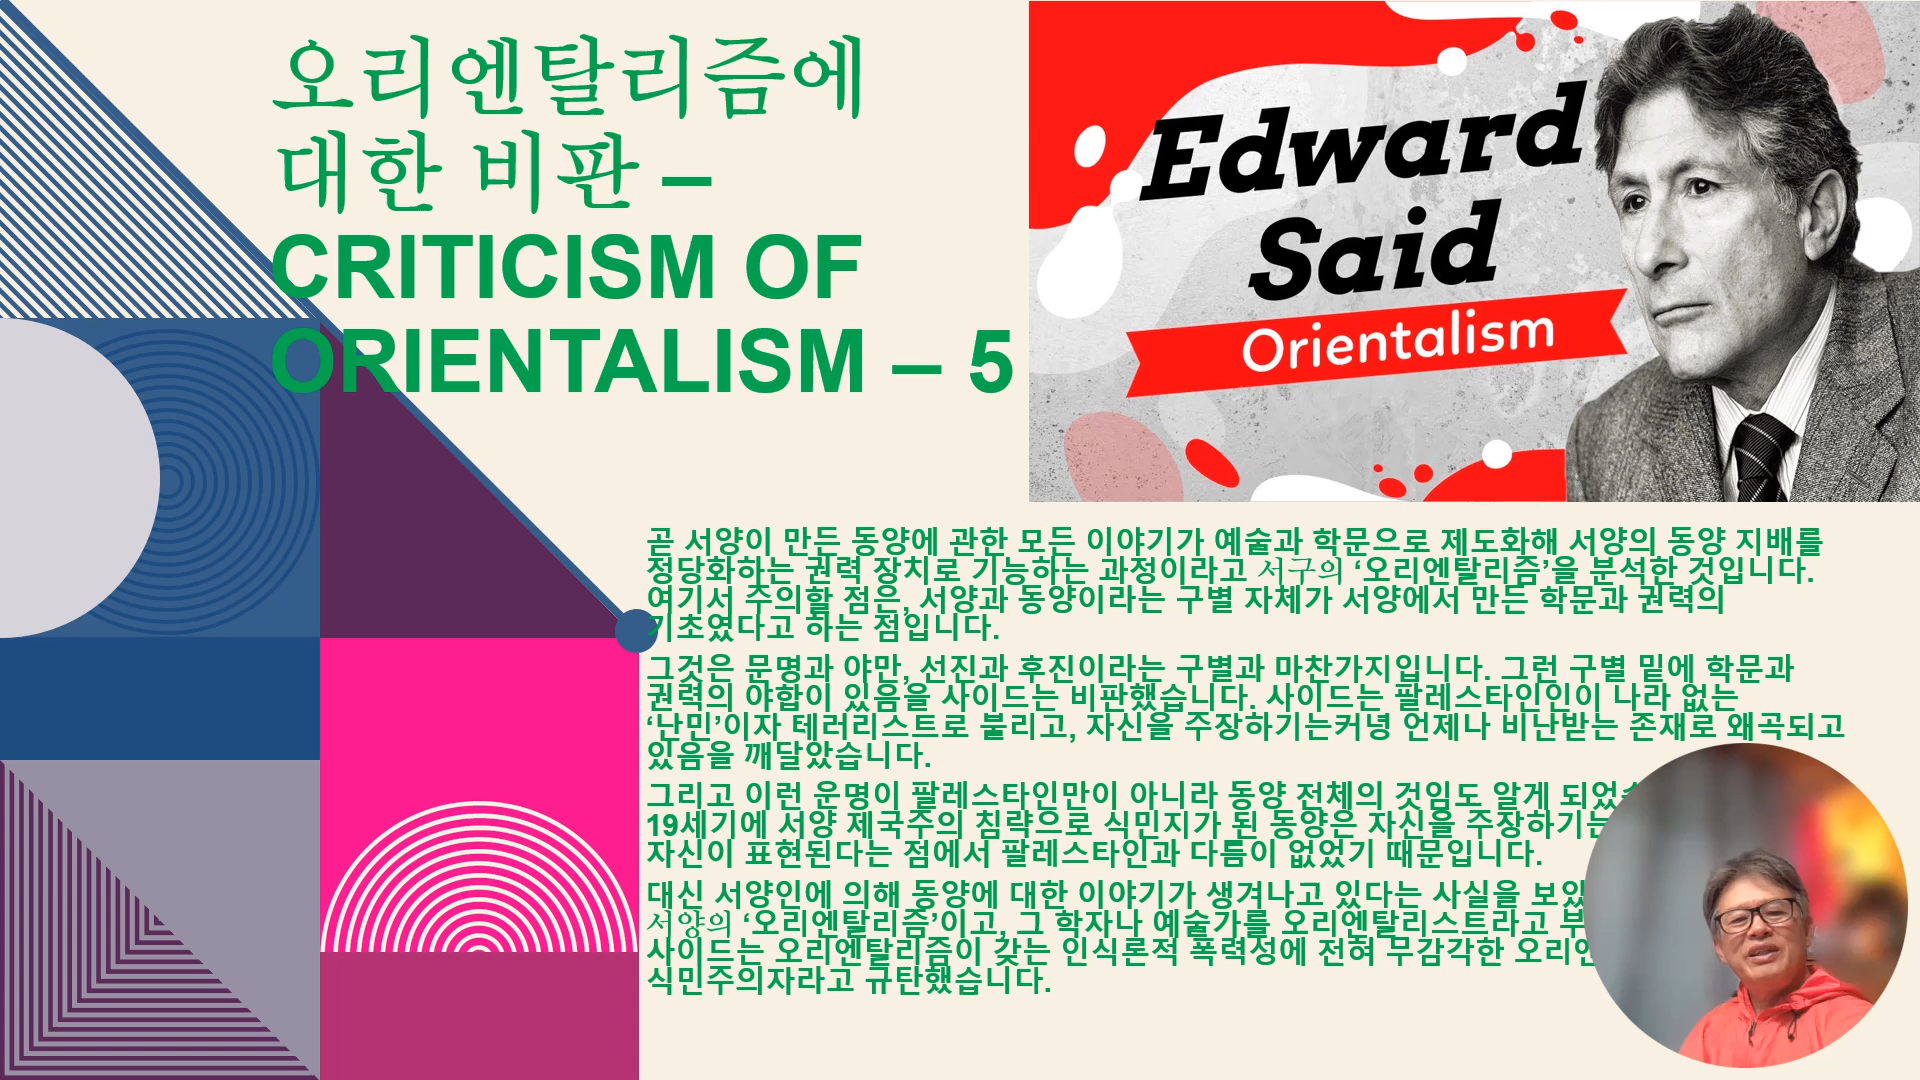 오리엔탈리즘에
대한 비판 –
CRITICISM OF
ORIENTALISM – 5
Edward
Said
Orientalism
곧 서양이 만든 동양에 관한 모든 이야기가 예술과 학문으로 제도화해 서양의 동양 지배를
정당화하는 권력 장치로 기능하는 과정이라고 서구의 ‘오리엔탈리즘’을 분석한 것입니다.
여기서 주의할 점은, 서양과 동양이라는 구별 자체가 서양에서 만든 학문과 권력의
기초였다고 하는 점입니다.
그것은 문명과 야만, 선진과 후진이라는 구별과 마찬가지입니다. 그런 구별 밑에 학문과
권력의 야합이 있음을 사이드는 비판했습니다. 사이드는 팔레스타인인이 나라 없는
‘난민’이자 테러리스트로 불리고, 자신을 주장하기는커녕 언제나 비난받는 존재로 왜곡되고
있음을 깨달았습니다.
그리고 이런 운명이 팔레스타인만이 아니라 동양 전체의 것임도 알게
19세기에 서양 제국주의 침략으로 식민지가 된 동양은 자신을
자신이 표현된다는 점에서 팔레스타인과 다름이 없었기 때문입니다.
대신 서양인에 의해 동양에 대한 이야기가 생겨나고 있다는 사실을
서양의 ‘오리엔탈리즘’이고, 그 학자나 예술가를 오리엔탈리스트라고
사이드는 오리엔탈리즘이 갖는 인식론적 폭력성에 전혀 무감각한
식민주의자라고 규탄했습니다.